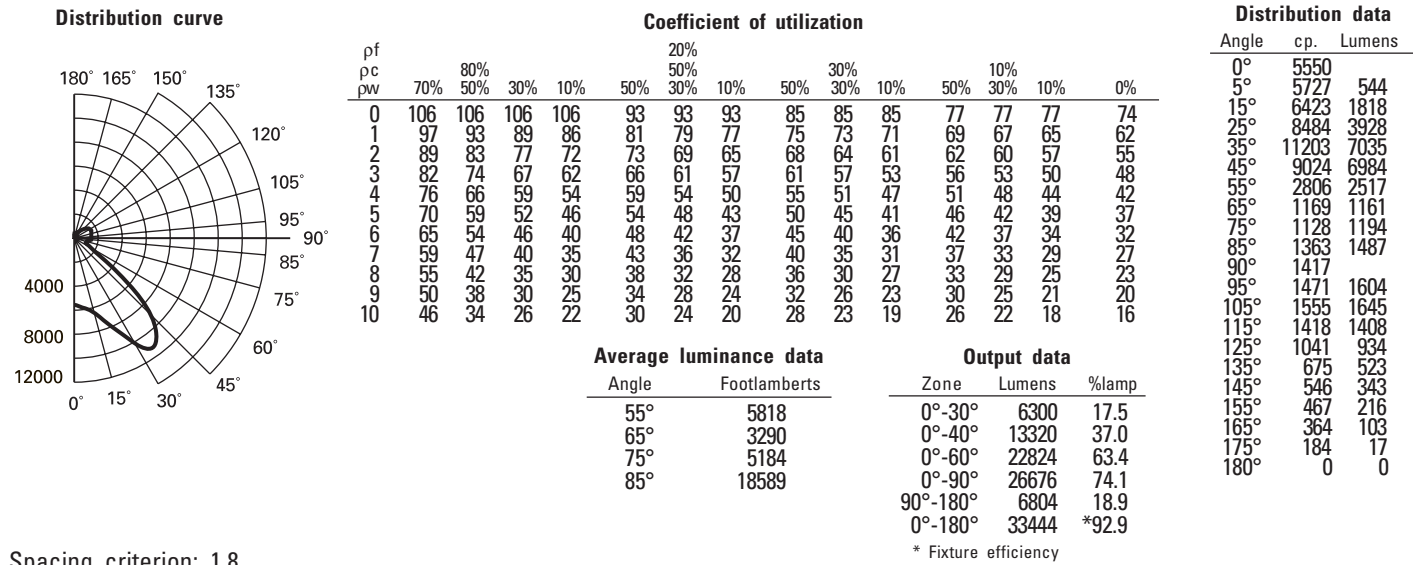 Distribution curve
180° 165° 150° 135°
120°
105°
95°
90°
85°
75°
60°
45°
30°
15°
0°
4000
8000
12000
Coefficient of utilization
ρf 20%
ρc 80% 50% 30% 10%
ρw 70% 50% 30% 10% 50% 30% 10% 50% 30% 10% 50% 30% 10% 0%
0 106 106 106 106 93 93 93 85 85 85 77 77 77 74
1 97 93 89 86 81 79 77 75 73 71 69 67 65 62
2 89 83 77 72 73 69 65 68 64 61 62 60 57 55
3 82 74 67 62 66 61 57 61 57 53 56 53 50 48
4 76 66 59 54 59 54 50 55 51 47 51 48 44 42
5 70 59 52 46 54 48 43 50 45 41 46 42 39 37
6 65 54 46 40 48 42 37 45 40 36 42 37 34 32
7 59 47 40 35 43 36 32 40 35 31 37 33 29 27
8 55 42 35 30 38 32 28 36 30 27 33 29 25 23
9 50 38 30 25 34 28 24 32 26 23 30 25 21 20
10 46 34 26 22 30 24 20 28 23 19 26 22 18 16
Average luminance data
Angle Footlamberts
55° 5818
65° 3290
75° 5184
85° 18589
Output data
Zone Lumens %lamp
0°-30° 6300 17.5
0°-40° 13320 37.0
0°-60° 22824 63.4
0°-90° 26676 74.1
90°-180° 6804 18.9
0°-180° 33444 *92.9
* Fixture efficiency
Distribution data
Angle cp. Lumens
0° 5550
5° 5727 544
15° 6423 1818
25° 8484 3928
35° 11203 7035
45° 9024 6984
55° 2806 2517
65° 1169 1161
75° 1128 1194
85° 1363 1487
90° 1417
95° 1471 1604
105° 1555 1645
115° 1418 1408
125° 1041 934
135° 675 523
145° 546 343
155° 467 216
165° 364 103
175° 184 17
180° 0 0
Spacing criterion: 1.8